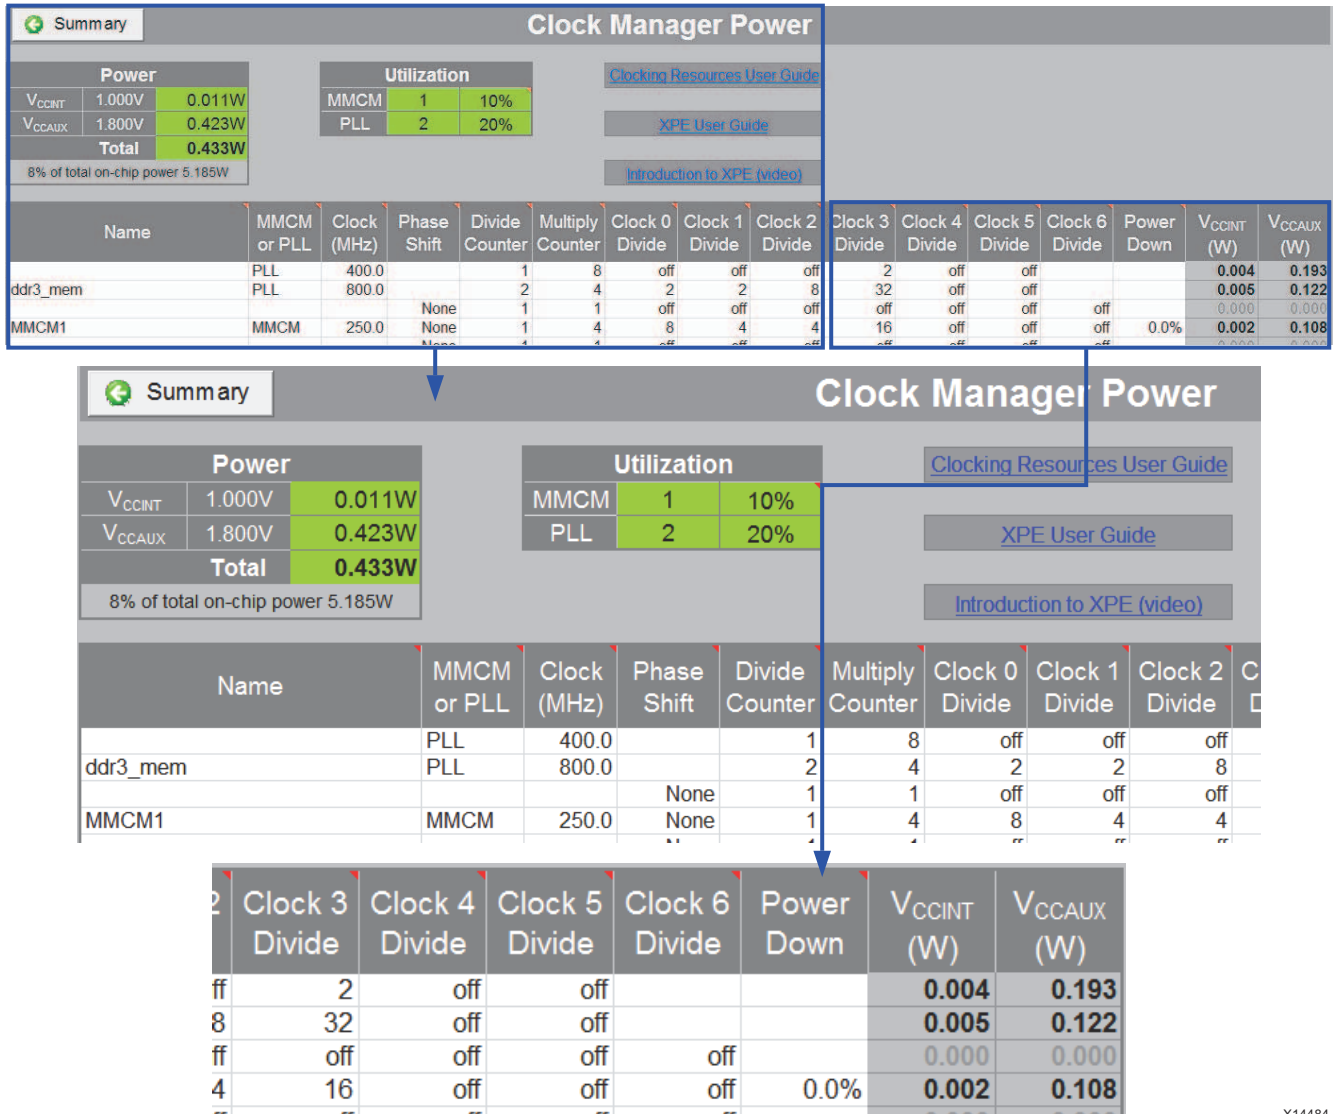 Summary
Clock Manager Power
Power
Utilization
Clocking Resources User Guide
VCCINT 1.000V 0.011W
MMCM 1 10%
VCCAUX 1.800V 0.423W
PLL 2 20%
XPE User Guide
Total 0.433W
8% of total on-chip power 5.185W
Introduction to XPE (video)
Name MMCM or PLL Clock (MHz) Phase Shift Divide Counter Multiply Counter Clock 0 Divide Clock 1 Divide Clock 2 Divide Clock 3 Divide Clock 4 Divide Clock 5 Divide Clock 6 Divide Power Down VCCINT (W) VCCAUX (W)
PLL 400.0 1 8 off off off 2 off off 0.004 0.193
ddr3_mem PLL 800.0 2 4 2 2 8 32 off off 0.005 0.122
None 1 1 off off off off off off off 0.000 0.000
MMCM1 MMCM 250.0 None 1 4 8 4 4 16 off off off 0.0% 0.002 0.108
Summary
Clock Manager Power
Power
Utilization
Clocking Resources User Guide
VCCINT 1.000V 0.011W
MMCM 1 10%
VCCAUX 1.800V 0.423W
PLL 2 20%
XPE User Guide
Total 0.433W
8% of total on-chip power 5.185W
Introduction to XPE (video)
Name MMCM or PLL Clock (MHz) Phase Shift Divide Counter Multiply Counter Clock 0 Divide Clock 1 Divide Clock 2 Divide
PLL 400.0 1 8 off off off
ddr3_mem PLL 800.0 2 4 2 2 8
None 1 1 off off off
MMCM1 MMCM 250.0 None 1 4 8 4 4
2 Clock 3 Divide Clock 4 Divide Clock 5 Divide Clock 6 Divide Power Down VCCINT (W) VCCAUX (W)
ff 2 off off 0.004 0.193
8 32 off off 0.005 0.122
ff off off off off 0.000 0.000
4 16 off off off 0.0% 0.002 0.108